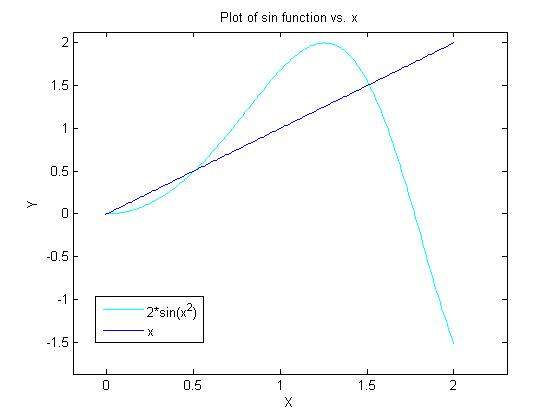 Plot of sin function vs. x
2
1.5
1
0.5
0
-0.5
-1
-1.5
Y
2*sin(x²)
x
0 0.5 1 1.5 2
X